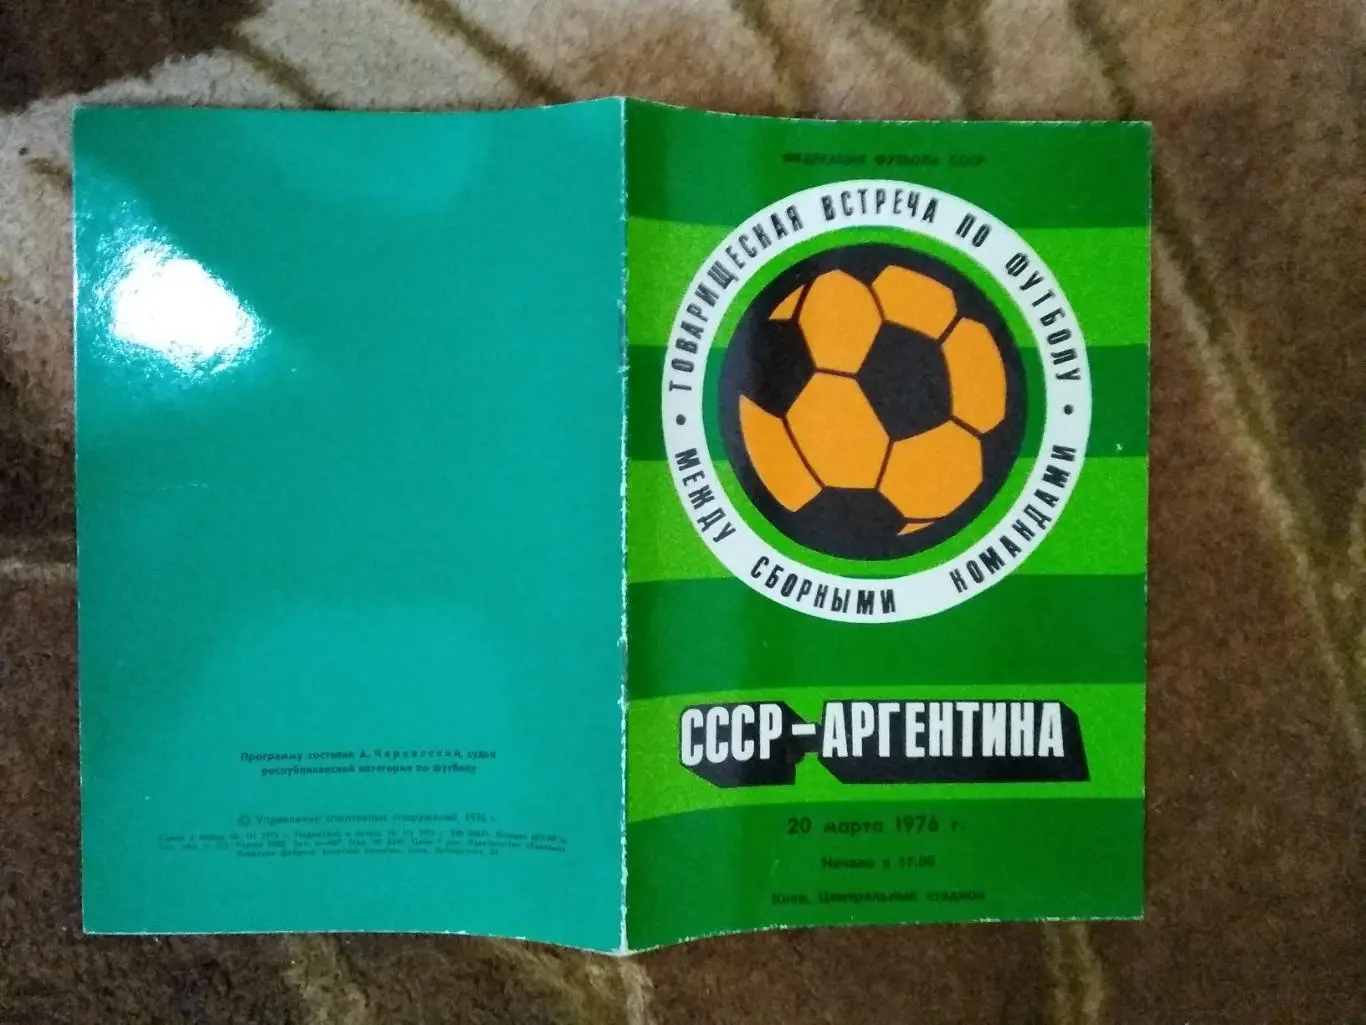 ФЕДЕРАЦИЯ ФУТБОЛА СССР
• ТОВАРИЩЕСКАЯ ВСТРЕЧА ПО ФУТБОЛУ •
МЕЖДУ СБОРНЫМИ КОМАНДАМИ
СССР-АРГЕНТИНА
20 марта 1976 г.
Начало в 17.00
Киев, Центральный стадион
Программу составил А. Чаревский, судья
республиканской категории по футболу
© Управление спортивных сооружений, 1976 г.